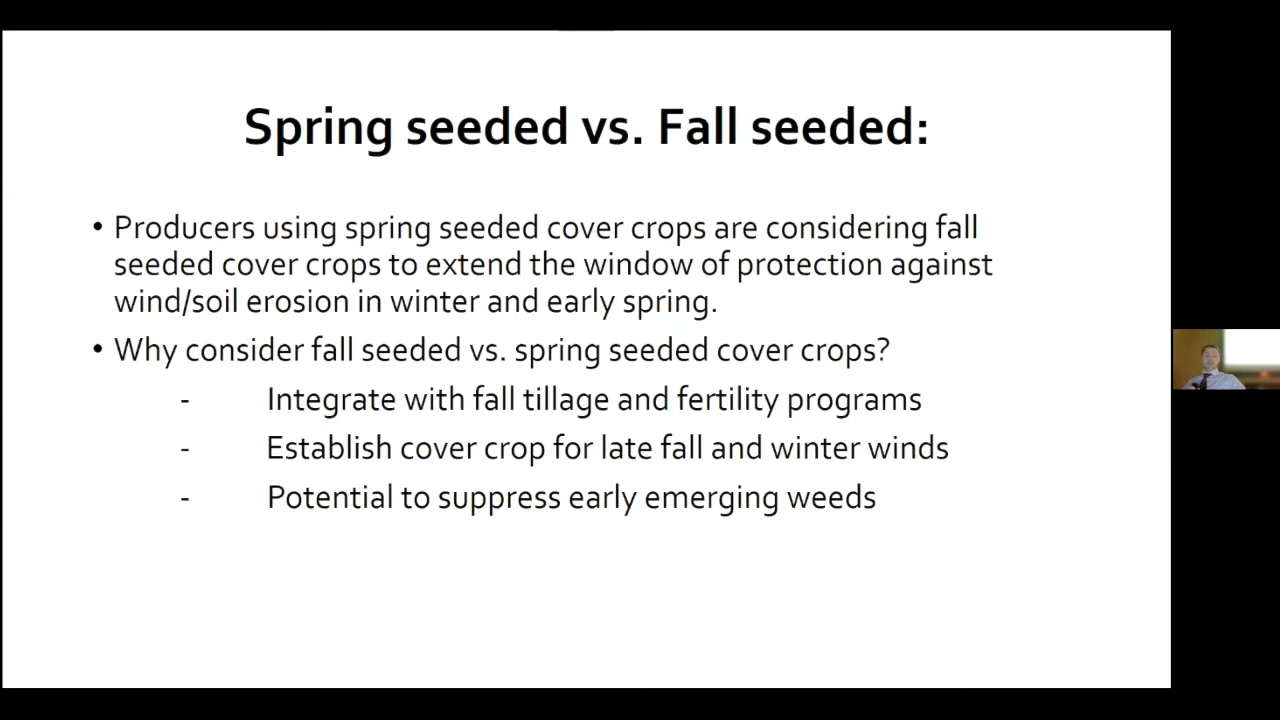 Spring seeded vs. Fall seeded:
• Producers using spring seeded cover crops are considering fall
seeded cover crops to extend the window of protection against
wind/soil erosion in winter and early spring.
• Why consider fall seeded vs. spring seeded cover crops?
- Integrate with fall tillage and fertility programs
- Establish cover crop for late fall and winter winds
- Potential to suppress early emerging weeds